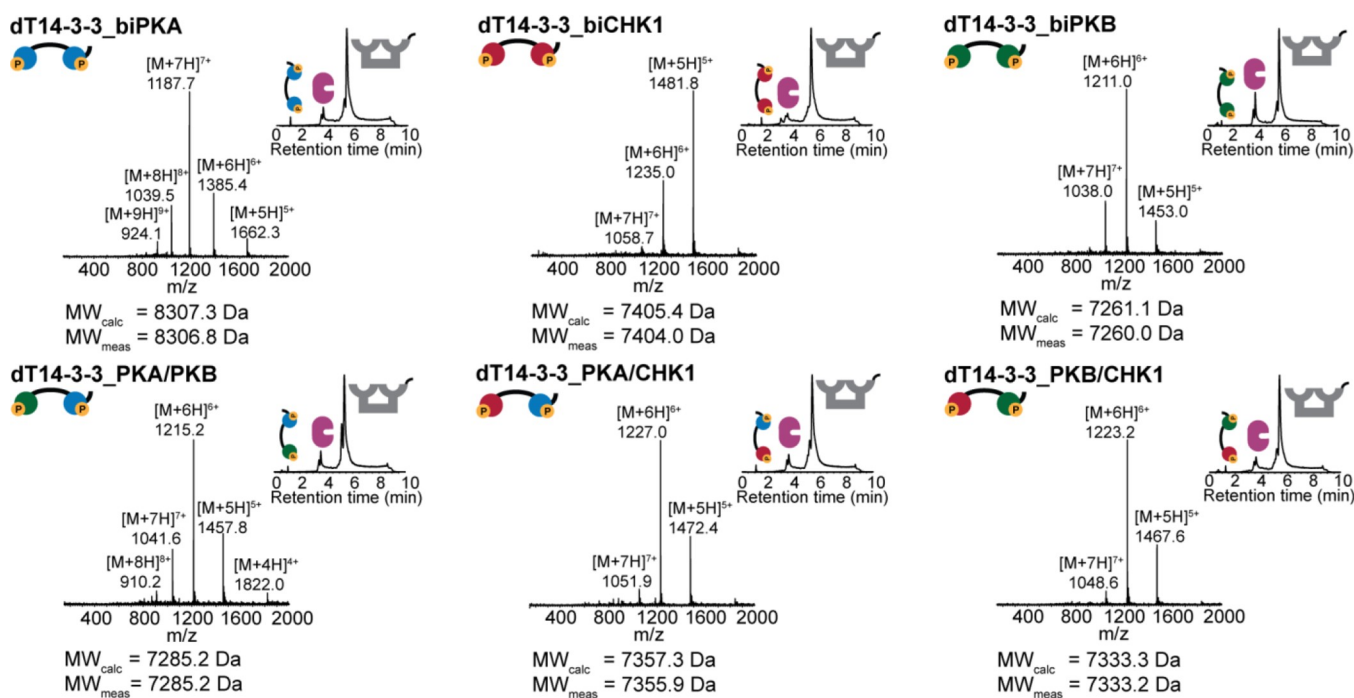 dT14-3-3_biPKA
P P
[M+7H]⁷⁺
1187.7
[M+8H]⁸⁺
1039.5
[M+9H]⁹⁺
924.1
[M+6H]⁶⁺
1385.4
[M+5H]⁵⁺
1662.3
400 800 1200 1600 2000
m/z
0 2 4 6 8 10
Retention time (min)
MWcalc = 8307.3 Da
MWmeas = 8306.8 Da
dT14-3-3_biCHK1
P P
[M+5H]⁵⁺
1481.8
[M+6H]⁶⁺
1235.0
[M+7H]⁷⁺
1058.7
400 800 1200 1600 2000
m/z
0 2 4 6 8 10
Retention time (min)
MWcalc = 7405.4 Da
MWmeas = 7404.0 Da
dT14-3-3_biPKB
P P
[M+6H]⁶⁺
1211.0
[M+7H]⁷⁺
1038.0
[M+5H]⁵⁺
1453.0
400 800 1200 1600 2000
m/z
0 2 4 6 8 10
Retention time (min)
MWcalc = 7261.1 Da
MWmeas = 7260.0 Da
dT14-3-3_PKA/PKB
P P
[M+6H]⁶⁺
1215.2
[M+7H]⁷⁺
1041.6
[M+8H]⁸⁺
910.2
[M+5H]⁵⁺
1457.8
[M+4H]⁴⁺
1822.0
400 800 1200 1600 2000
m/z
0 2 4 6 8 10
Retention time (min)
MWcalc = 7285.2 Da
MWmeas = 7285.2 Da
dT14-3-3_PKA/CHK1
P P
[M+6H]⁶⁺
1227.0
[M+5H]⁵⁺
1472.4
[M+7H]⁷⁺
1051.9
400 800 1200 1600 2000
m/z
0 2 4 6 8 10
Retention time (min)
MWcalc = 7357.3 Da
MWmeas = 7355.9 Da
dT14-3-3_PKB/CHK1
P P
[M+6H]⁶⁺
1223.2
[M+5H]⁵⁺
1467.6
[M+7H]⁷⁺
1048.6
400 800 1200 1600 2000
m/z
0 2 4 6 8 10
Retention time (min)
MWcalc = 7333.3 Da
MWmeas = 7333.2 Da